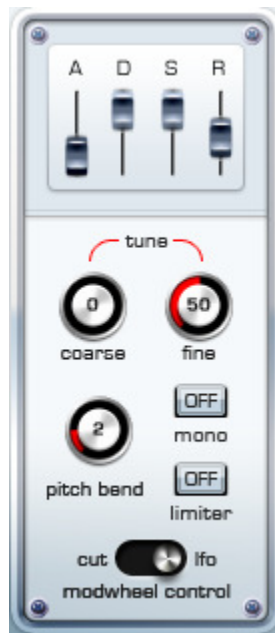 A D S R
tune
0 50
coarse fine
OFF
2 mono
OFF
pitch bend
limiter
cut lfo
modwheel control